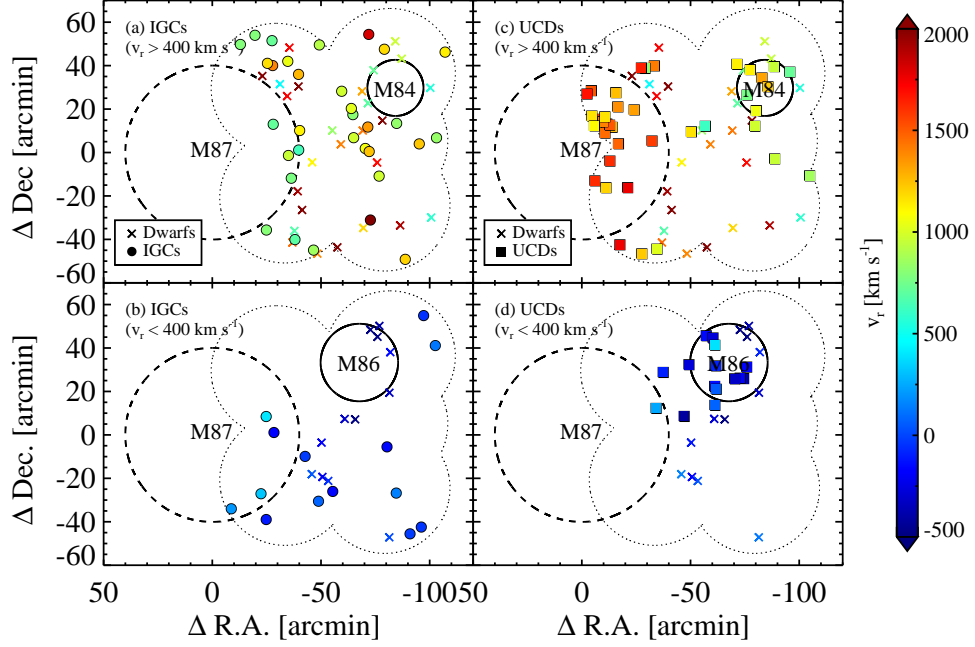 (a) IGCs
(v_r > 400 km s⁻¹)
M84
M87
× Dwarfs
● IGCs
(c) UCDs
(v_r > 400 km s⁻¹)
M84
M87
× Dwarfs
■ UCDs
60
40
20
0
-20
-40
-60
Δ Dec [arcmin]
(b) IGCs
(v_r < 400 km s⁻¹)
M86
M87
(d) UCDs
(v_r < 400 km s⁻¹)
M86
M87
60
40
20
0
-20
-40
-60
Δ Dec. [arcmin]
50 0 -50 -100
Δ R.A. [arcmin]
50 0 -50 -100
Δ R.A. [arcmin]
2000
1500
1000
500
0
-500
v_r [km s⁻¹]